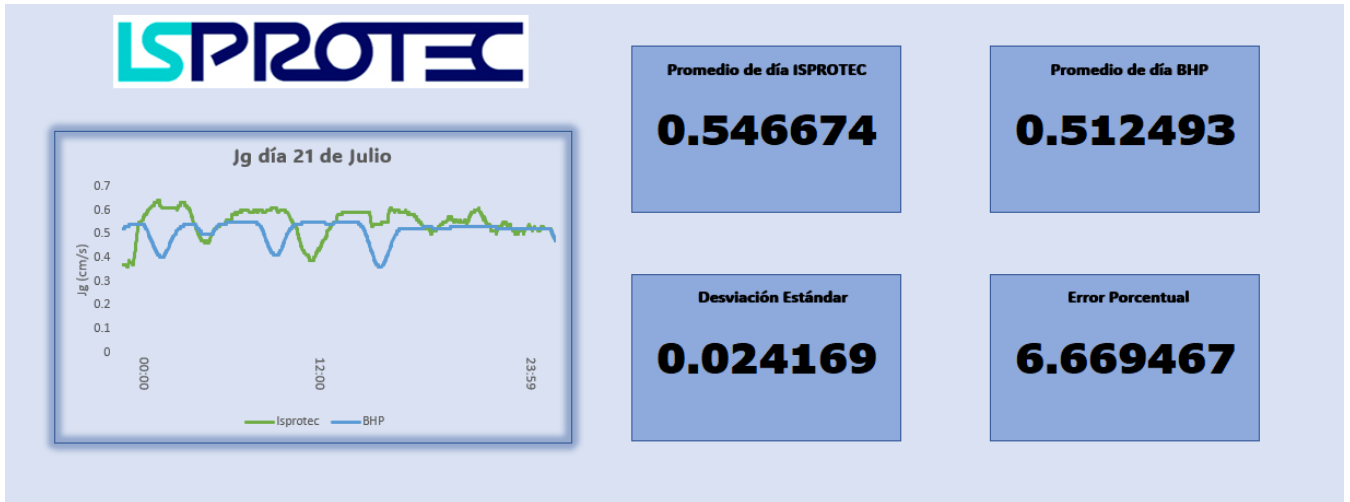 ISPROTEC
Promedio de día ISPROTEC
0.546674
Promedio de día BHP
0.512493
Jg día 21 de Julio
Jg (cm/s)
0.7
0.6
0.5
0.4
0.3
0.2
0.1
0
00:00
12:00
23:59
Isprotec
BHP
Desviación Estándar
0.024169
Error Porcentual
6.669467